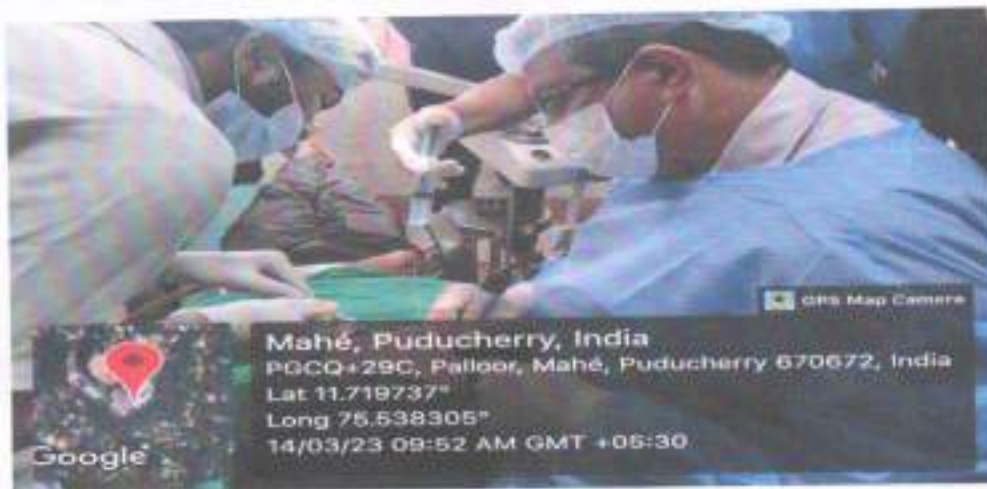 GPS Map Camera
Mahé, Puducherry, India
PGCQ+29C, Palloor, Mahé, Puducherry 670672, India
Lat 11.719737°
Long 75.538305°
14/03/23 09:52 AM GMT +05:30
Google